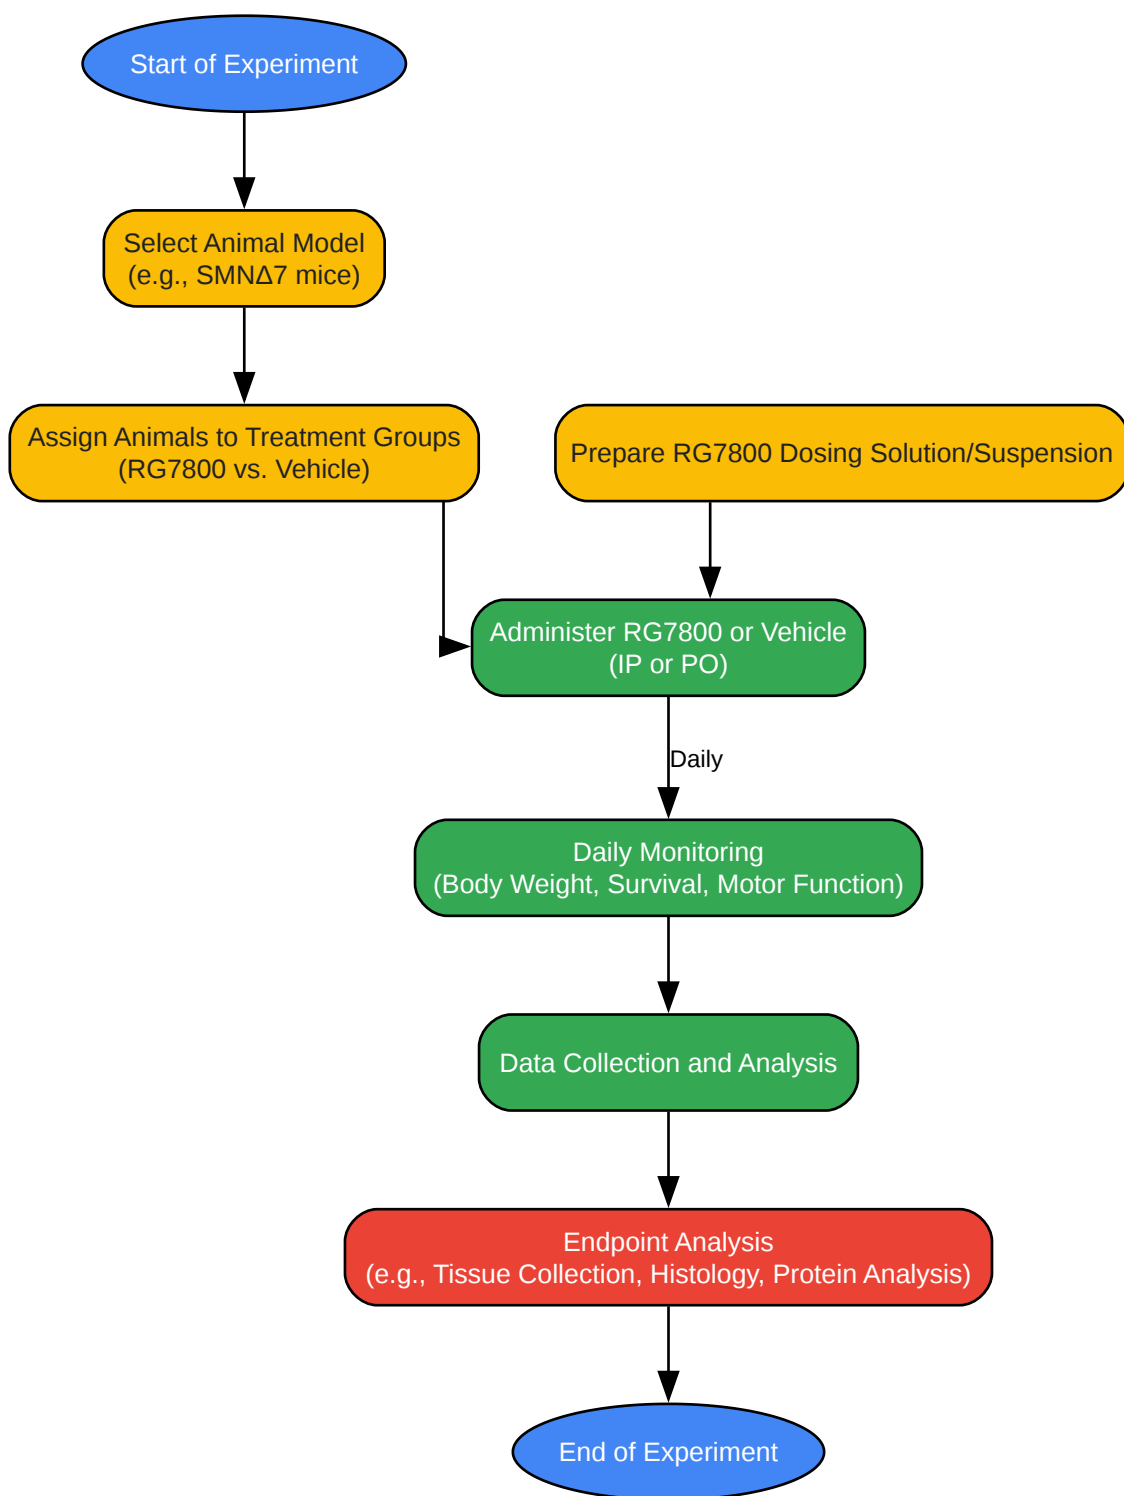 Start of Experiment
Select Animal Model
(e.g., SMNΔ7 mice)
Assign Animals to Treatment Groups
(RG7800 vs. Vehicle)
Prepare RG7800 Dosing Solution/Suspension
Administer RG7800 or Vehicle
(IP or PO)
Daily
Daily Monitoring
(Body Weight, Survival, Motor Function)
Data Collection and Analysis
Endpoint Analysis
(e.g., Tissue Collection, Histology, Protein Analysis)
End of Experiment